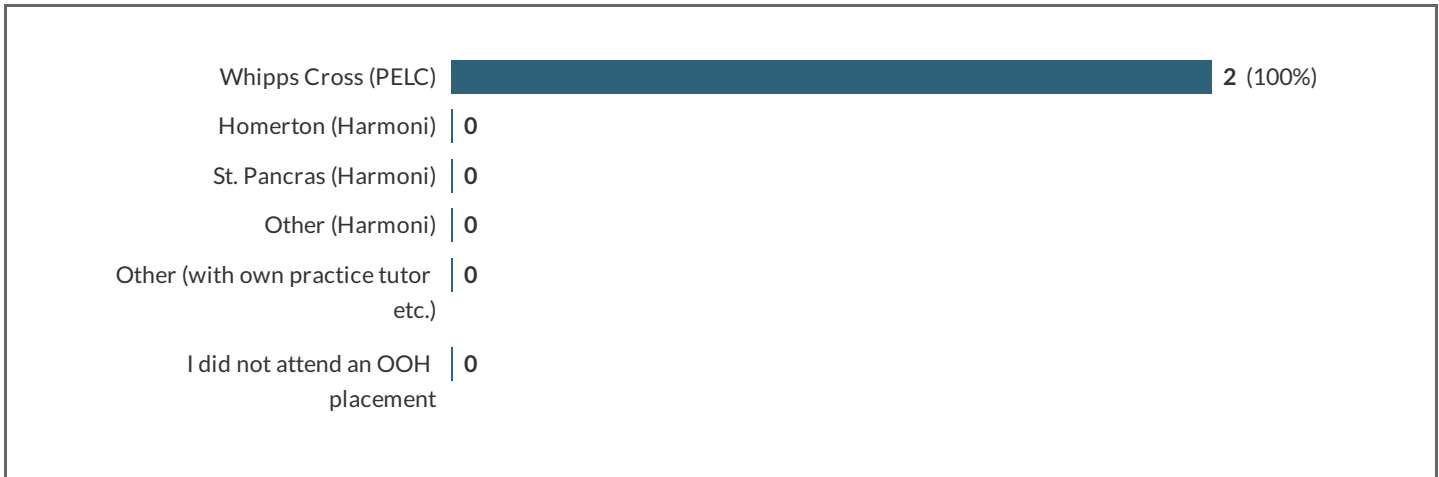 Whipps Cross (PELC) 2 (100%)
Homerton (Harmoni) 0
St. Pancras (Harmoni) 0
Other (Harmoni) 0
Other (with own practice tutor 0
etc.)
I did not attend an OOH 0
placement